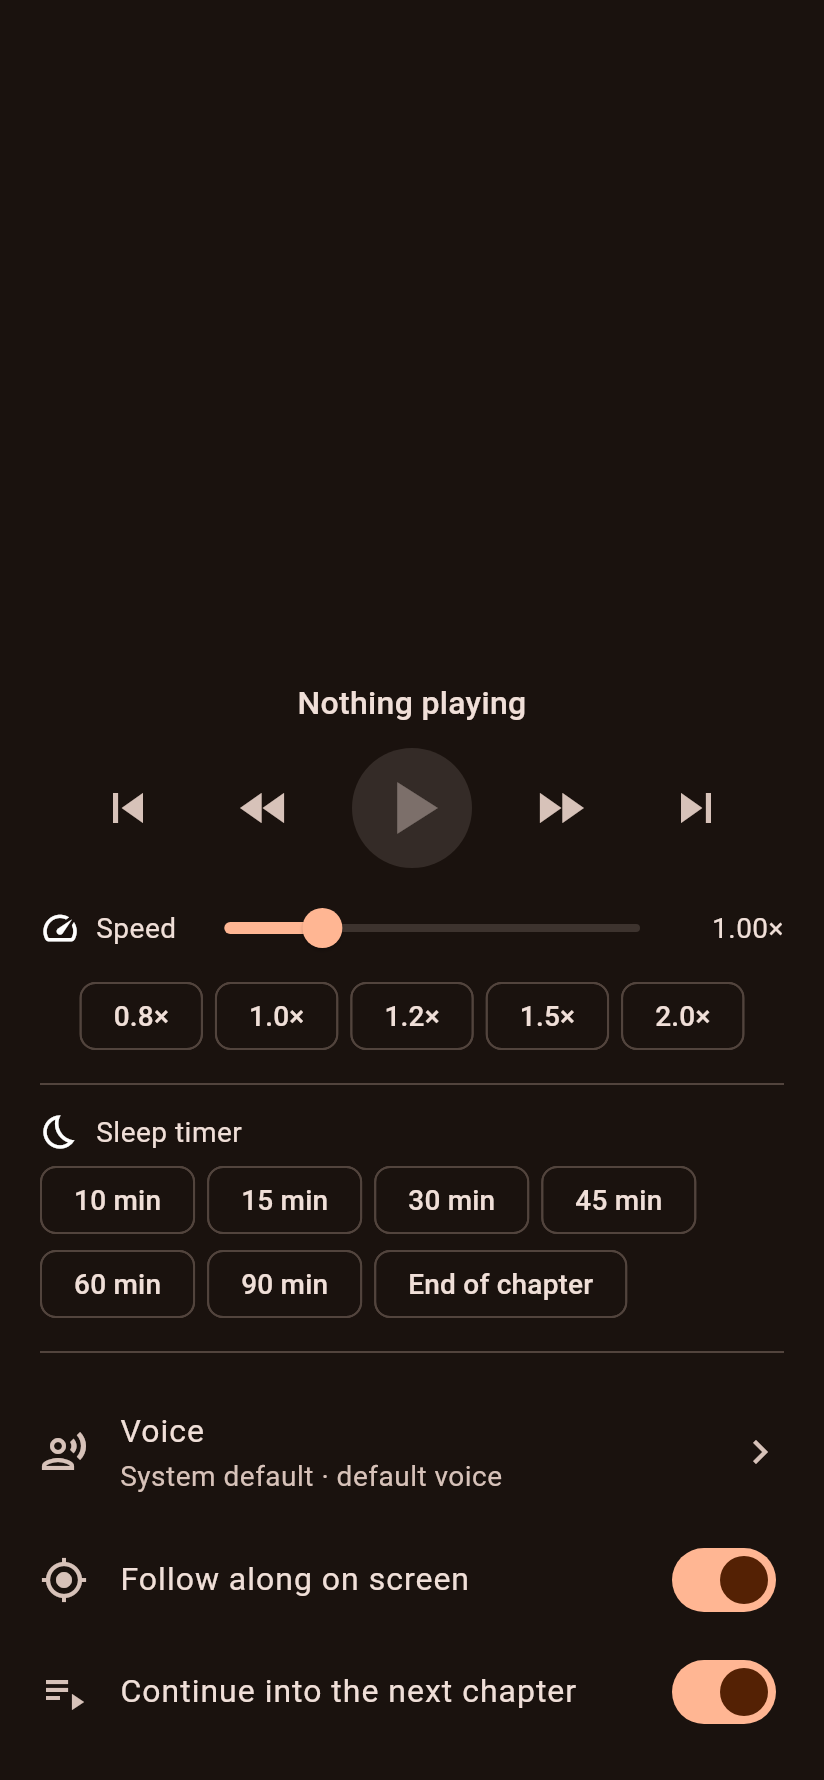 Nothing playing
Speed 1.00×
0.8× 1.0× 1.2× 1.5× 2.0×
Sleep timer
10 min 15 min 30 min 45 min
60 min 90 min End of chapter
Voice
System default · default voice
Follow along on screen
Continue into the next chapter